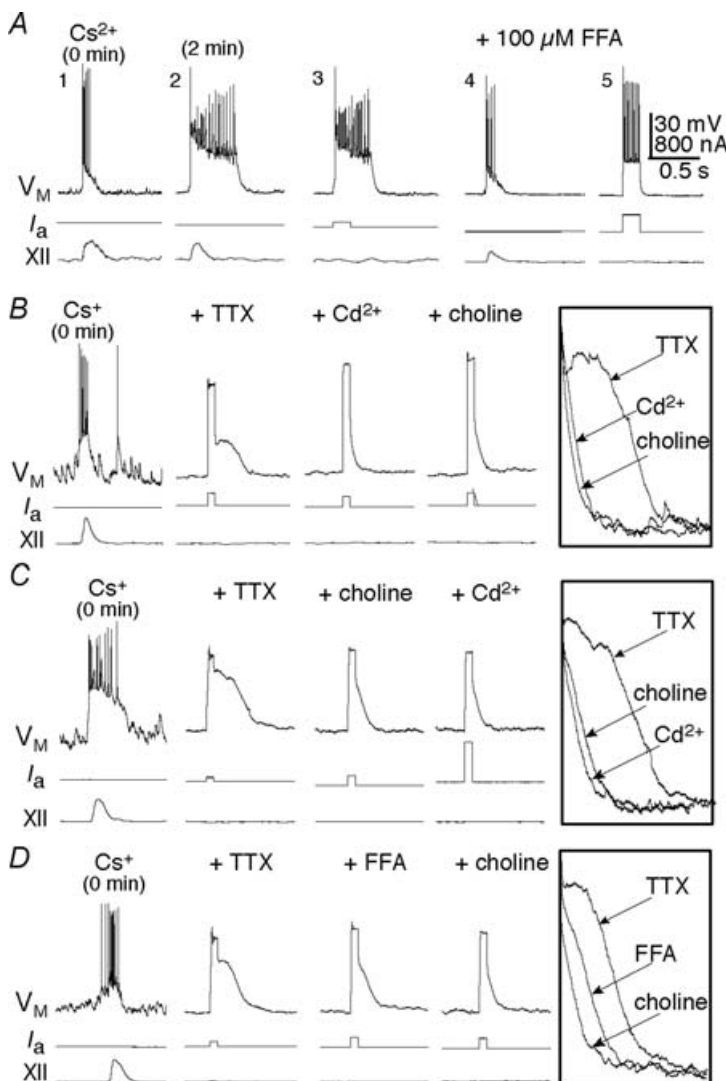 A
Cs²⁺
(0 min)
(2 min)
+ 100 µM FFA
1
2
3
4
5
30 mV
800 nA
0.5 s
VM
Ia
XII
B
Cs⁺
(0 min)
+ TTX
+ Cd²⁺
+ choline
TTX
Cd²⁺
choline
VM
Ia
XII
C
Cs⁺
(0 min)
+ TTX
+ choline
+ Cd²⁺
TTX
choline
Cd²⁺
VM
Ia
XII
D
Cs⁺
(0 min)
+ TTX
+ FFA
+ choline
TTX
FFA
choline
VM
Ia
XII